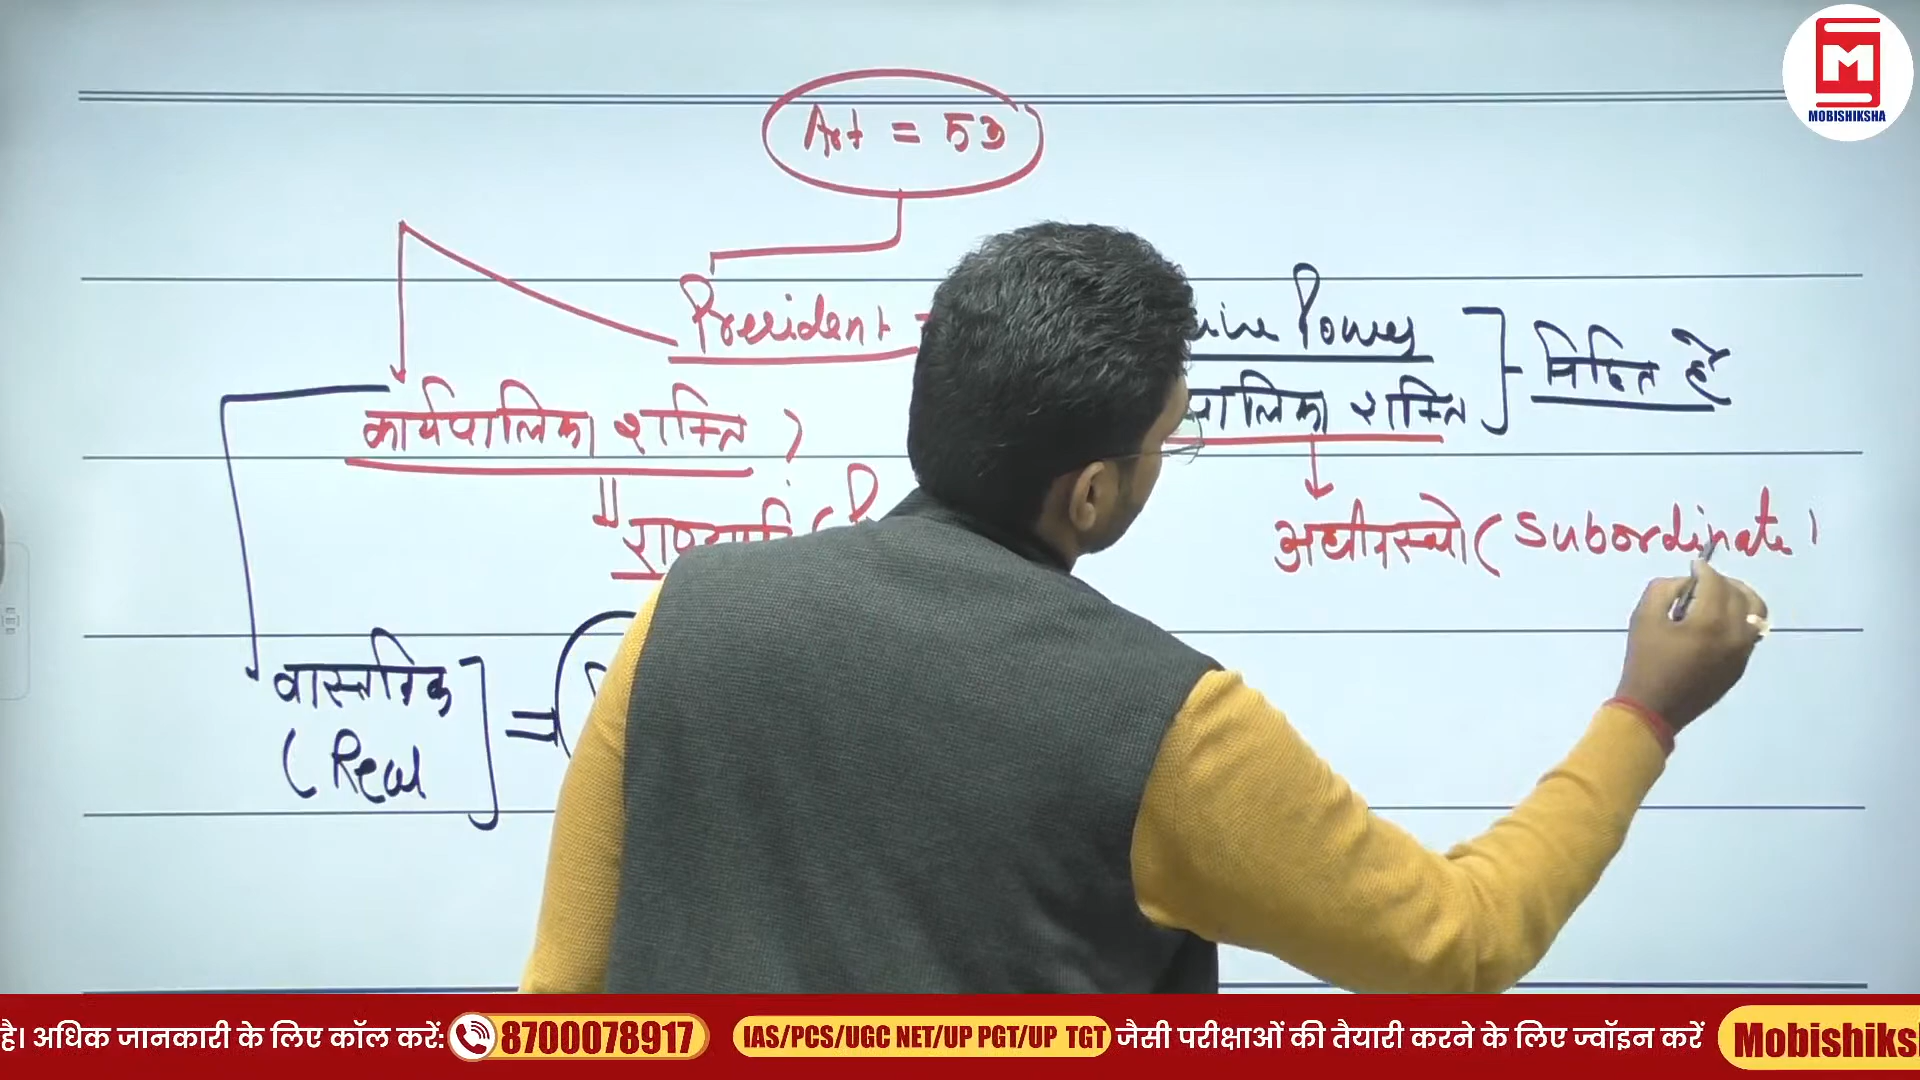 MOBISHIKSHA
Art = 53
President
Power
कार्यपालिका शक्ति
पालिका शक्ति
निहित है
अधीनस्थो (Subordinate)
वास्तविक
(Real
=
है। अधिक जानकारी के लिए कॉल करें: 8700078917 IAS/PCS/UGC NET/UP PGT/UP TGT जैसी परीक्षाओं की तैयारी करने के लिए ज्वॉइन करें Mobishiks